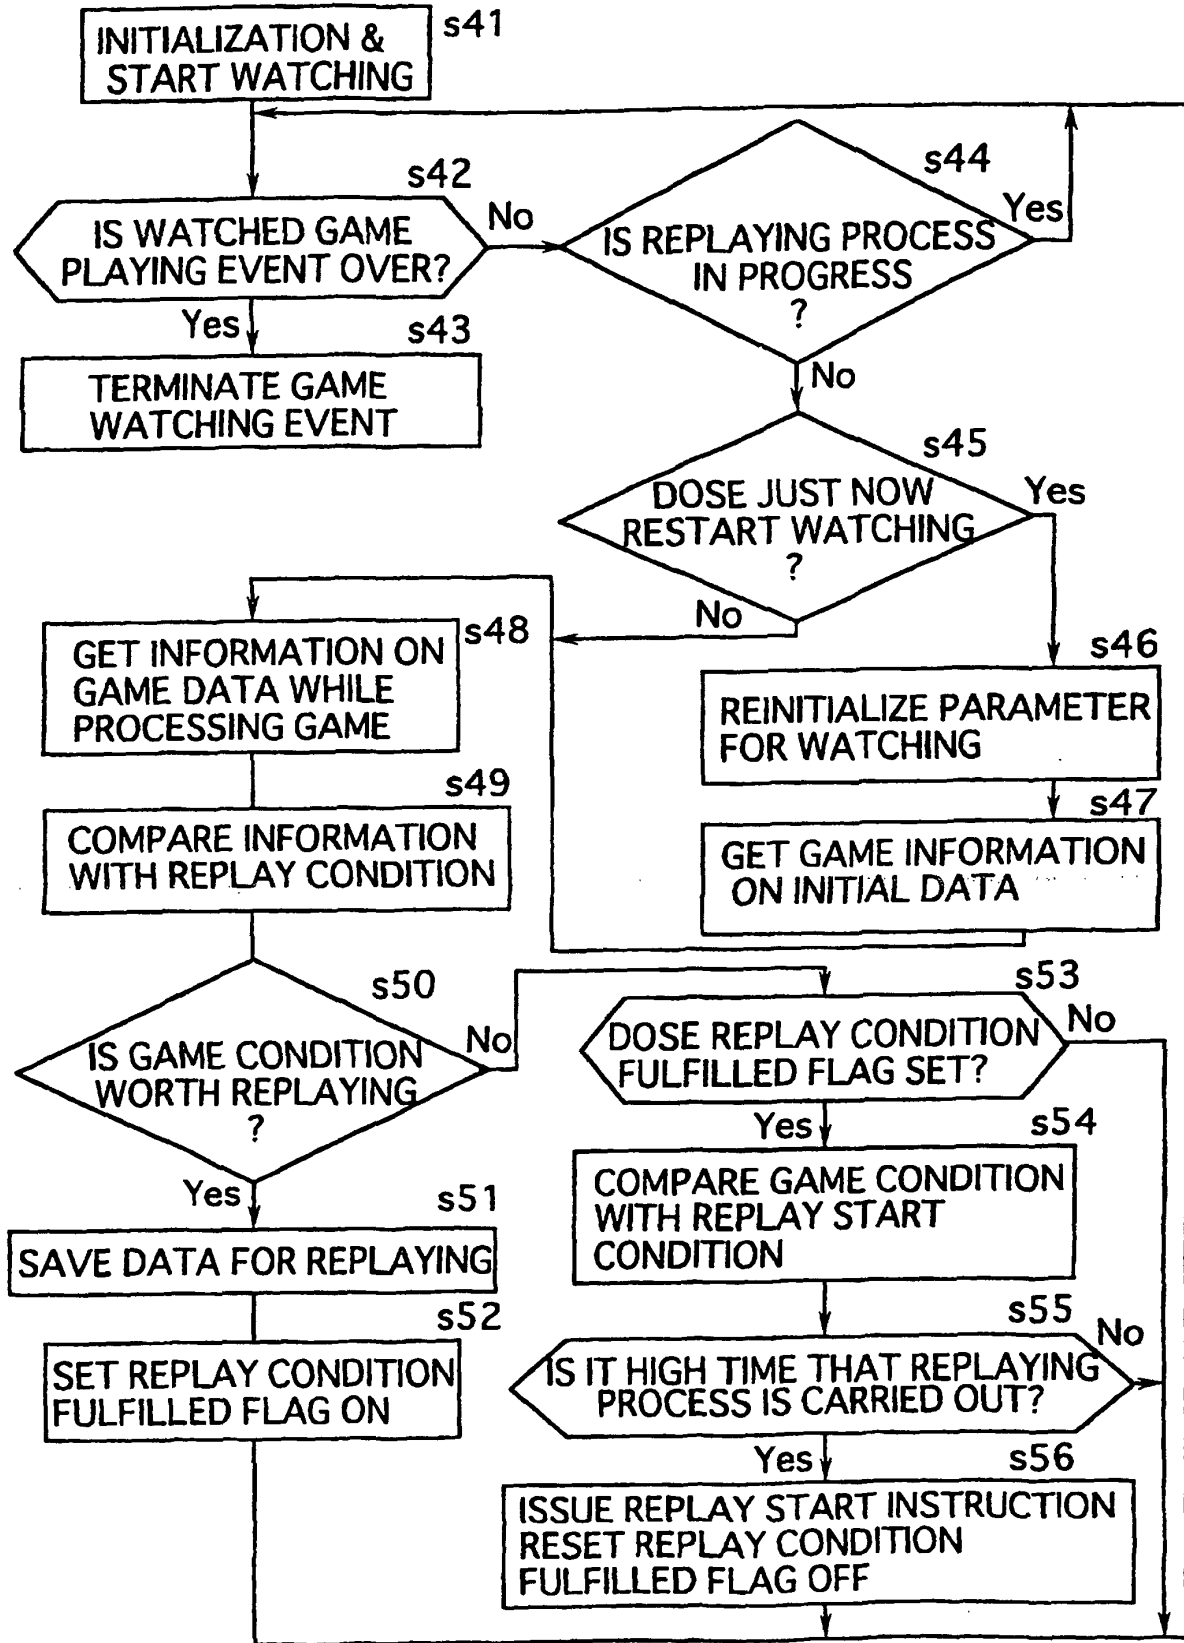 INITIALIZATION &
START WATCHING
s41
s42
IS WATCHED GAME
PLAYING EVENT OVER?
No
Yes
s43
TERMINATE GAME
WATCHING EVENT
s44
IS REPLAYING PROCESS
IN PROGRESS
?
Yes
No
s45
DOSE JUST NOW
RESTART WATCHING
?
Yes
No
s46
REINITIALIZE PARAMETER
FOR WATCHING
s47
GET GAME INFORMATION
ON INITIAL DATA
s48
GET INFORMATION ON
GAME DATA WHILE
PROCESSING GAME
s49
COMPARE INFORMATION
WITH REPLAY CONDITION
s50
IS GAME CONDITION
WORTH REPLAYING
?
No
Yes
s51
SAVE DATA FOR REPLAYING
s52
SET REPLAY CONDITION
FULFILLED FLAG ON
s53
DOSE REPLAY CONDITION
FULFILLED FLAG SET?
No
Yes
s54
COMPARE GAME CONDITION
WITH REPLAY START
CONDITION
s55
IS IT HIGH TIME THAT REPLAYING
PROCESS IS CARRIED OUT?
No
Yes
s56
ISSUE REPLAY START INSTRUCTION
RESET REPLAY CONDITION
FULFILLED FLAG OFF